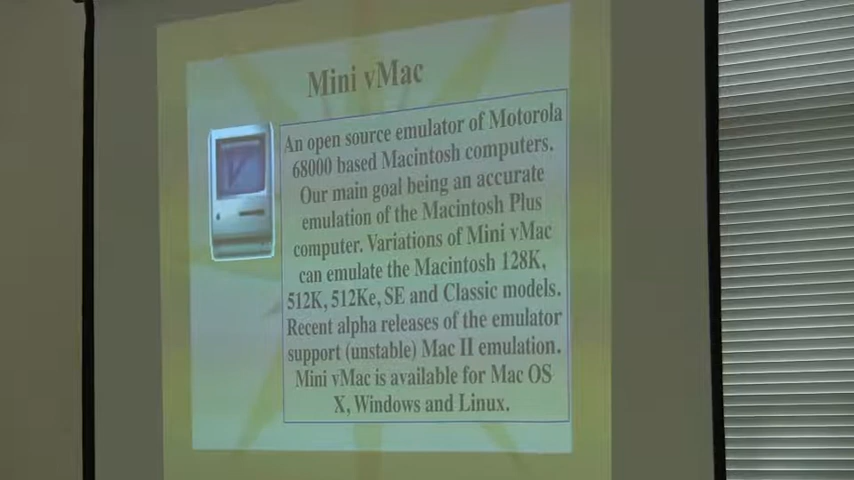 Mini vMac
An open source emulator of Motorola
68000 based Macintosh computers.
Our main goal being an accurate
emulation of the Macintosh Plus
computer. Variations of Mini vMac
can emulate the Macintosh 128K,
512K, 512Ke, SE and Classic models.
Recent alpha releases of the emulator
support (unstable) Mac II emulation.
Mini vMac is available for Mac OS
X, Windows and Linux.